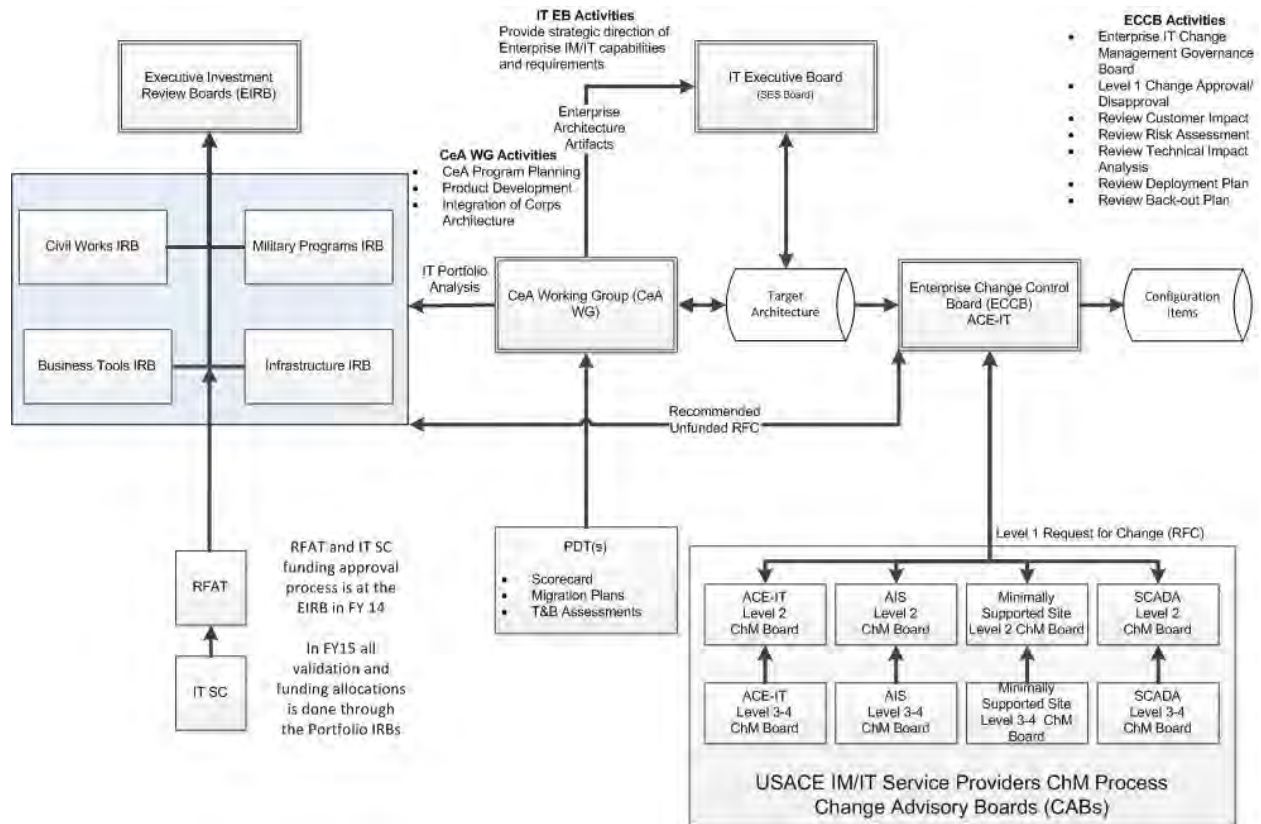 IT EB Activities
Provide strategic direction of
Enterprise IM/IT capabilities
and requirements
ECCB Activities
• Enterprise IT Change
Management Governance
Board
• Level 1 Change Approval/
Disapproval
• Review Customer Impact
• Review Risk Assessment
• Review Technical Impact
Analysis
• Review Deployment Plan
• Review Back-out Plan
Executive Investment
Review Boards (EIRB)
IT Executive Board
(SES Board)
Enterprise
Architecture
Artifacts
CeA WG Activities
• CeA Program Planning
• Product Development
• Integration of Corps
Architecture
Civil Works IRB
Military Programs IRB
Business Tools IRB
Infrastructure IRB
IT Portfolio
Analysis
CeA Working Group (CeA
WG)
Target
Architecture
Enterprise Change Control
Board (ECCB)
ACE-IT
Configuration
Items
Recommended
Unfunded RFC
RFAT
IT SC
RFAT and IT SC
funding approval
process is at the
EIRB in FY 14
In FY15 all
validation and
funding allocations
is done through
the Portfolio IRBs
PDT(s)
• Scorecard
• Migration Plans
• T&B Assessments
Level 1 Request for Change (RFC)
ACE-IT
Level 2
ChM Board
AIS
Level 2
ChM Board
Minimally
Supported Site
Level 2 ChM Board
SCADA
Level 2
ChM Board
ACE-IT
Level 3-4
ChM Board
AIS
Level 3-4
ChM Board
Minimally
Supported Site
Level 3-4 ChM
Board
SCADA
Level 3-4
ChM Board
USACE IM/IT Service Providers ChM Process
Change Advisory Boards (CABs)